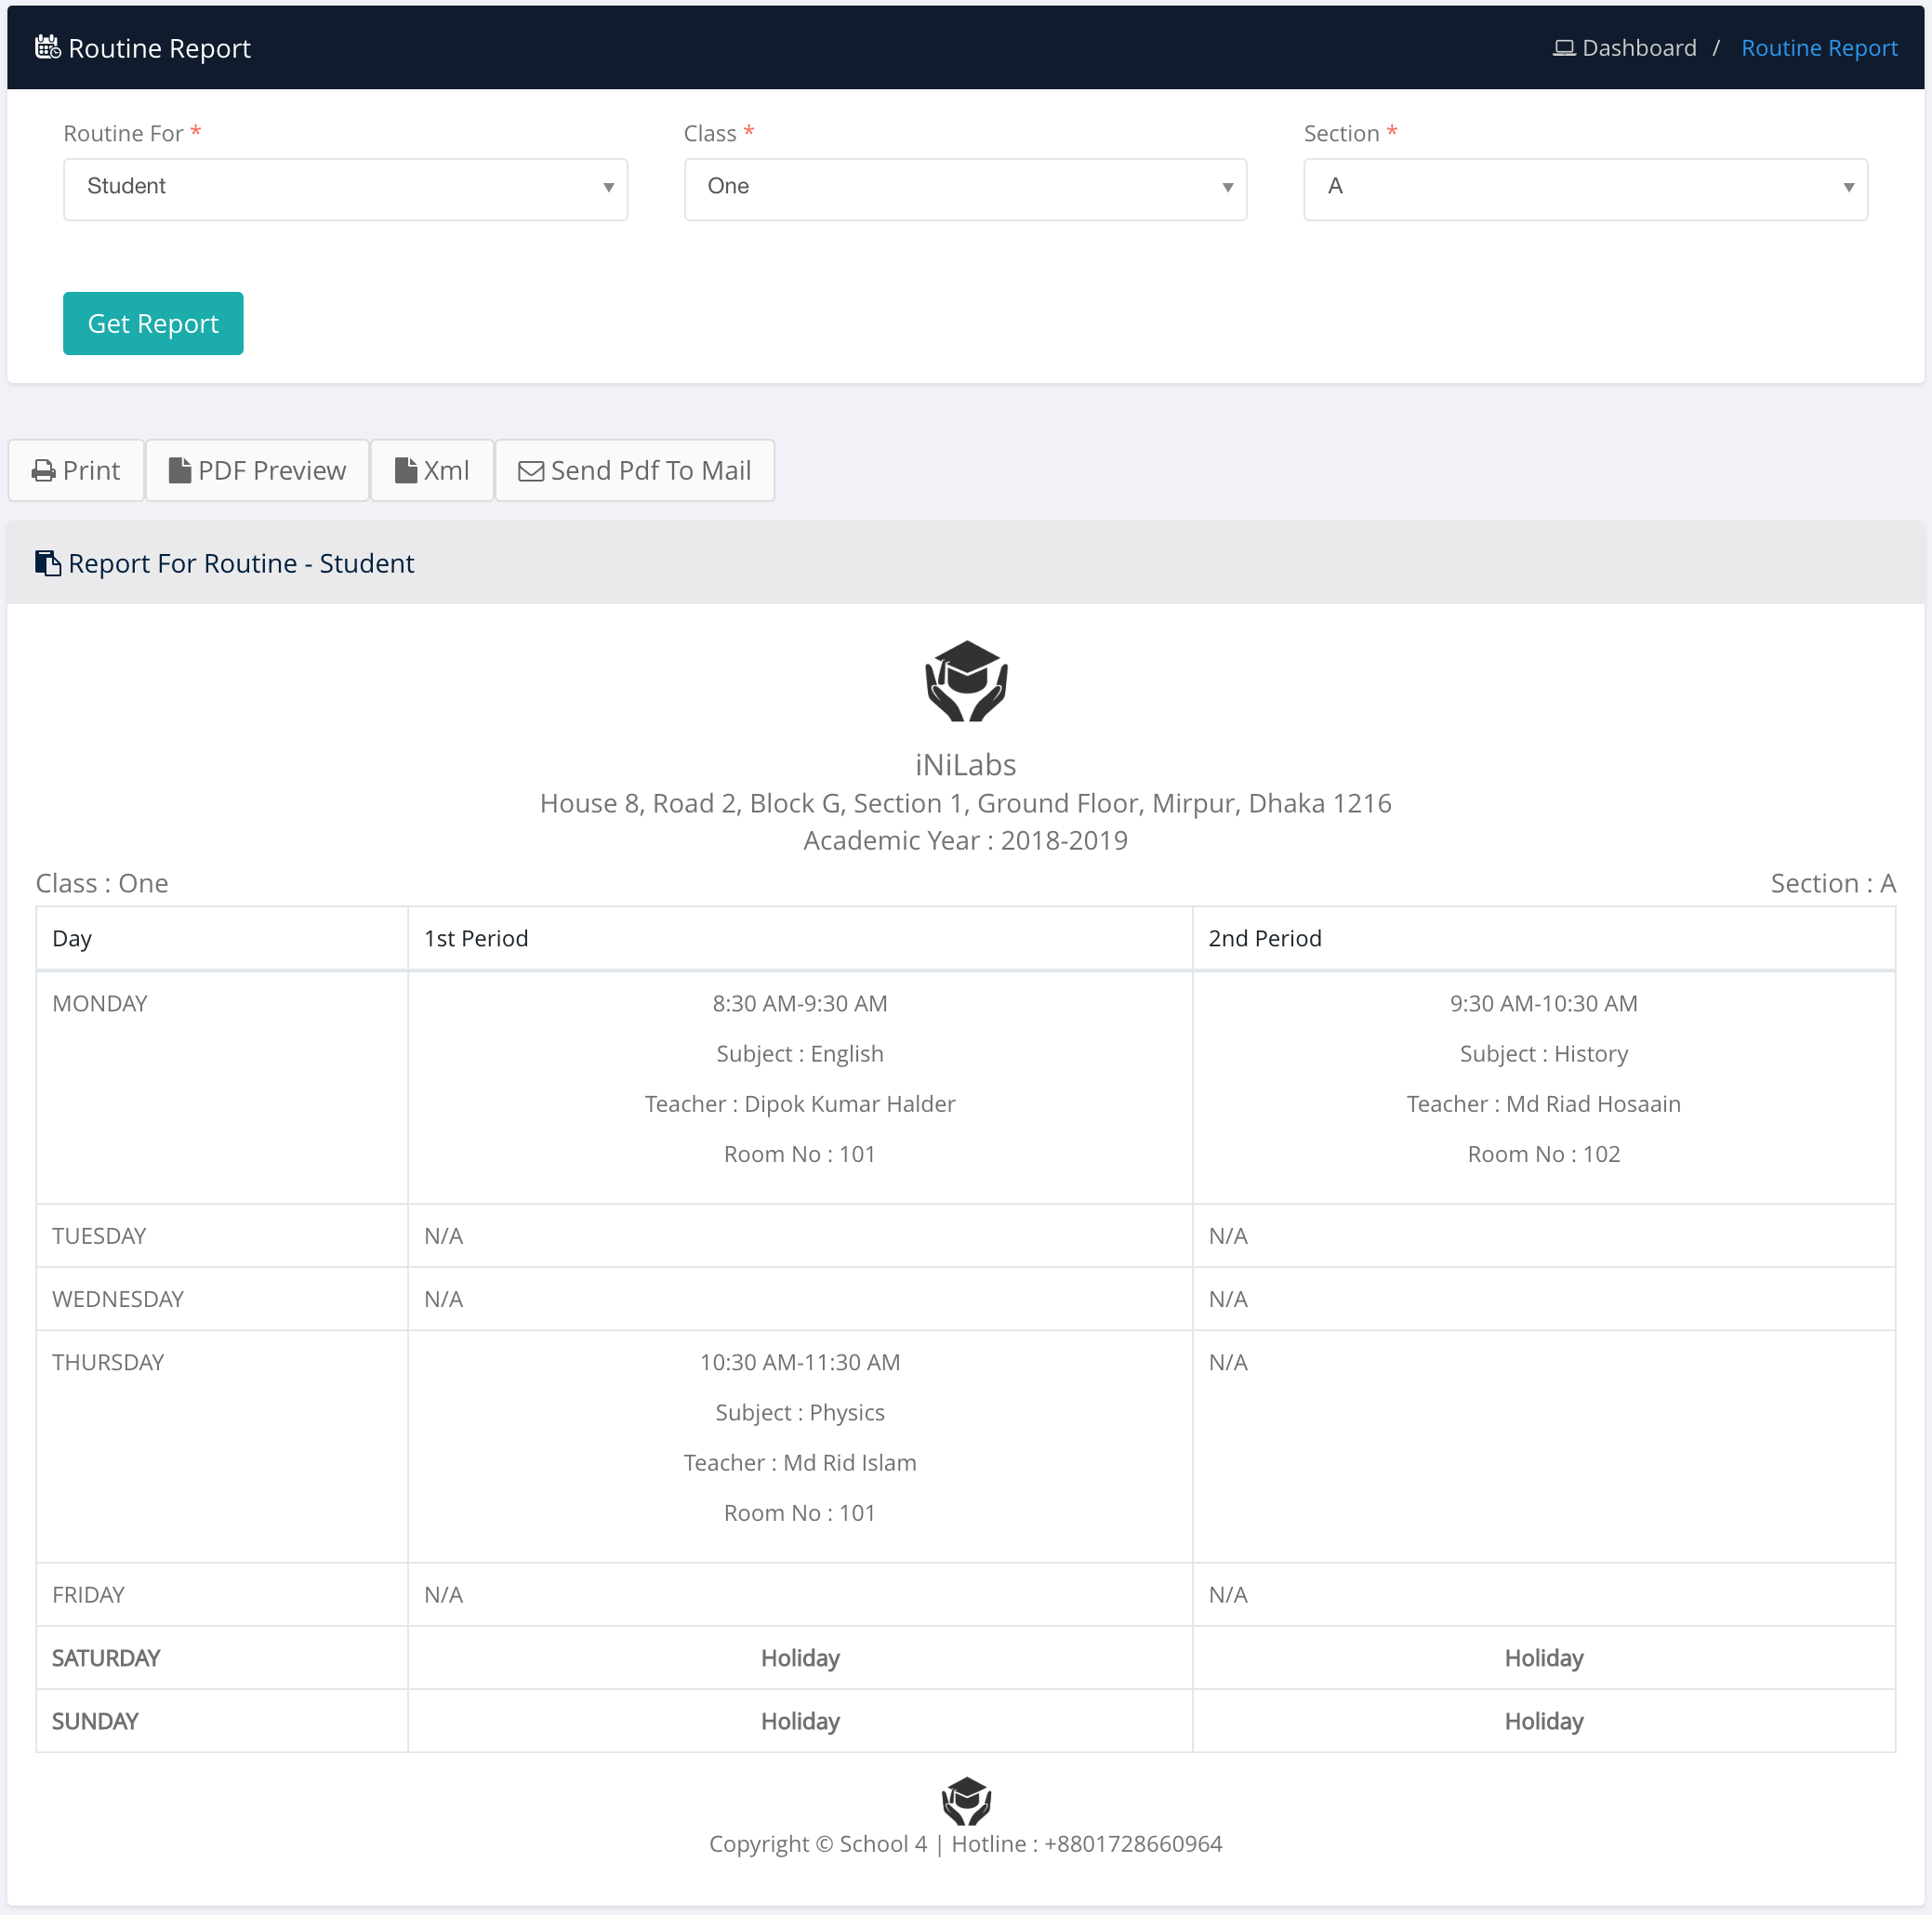 Routine Report
Dashboard / Routine Report
Routine For * Class * Section *
Student One A
Get Report
Print PDF Preview Xml Send Pdf To Mail
Report For Routine - Student
iNiLabs
House 8, Road 2, Block G, Section 1, Ground Floor, Mirpur, Dhaka 1216
Academic Year : 2018-2019
Class : One Section : A
Day 1st Period 2nd Period
MONDAY 8:30 AM-9:30 AM 9:30 AM-10:30 AM
Subject : English Subject : History
Teacher : Dipok Kumar Halder Teacher : Md Riad Hosaain
Room No : 101 Room No : 102
TUESDAY N/A N/A
WEDNESDAY N/A N/A
THURSDAY 10:30 AM-11:30 AM N/A
Subject : Physics
Teacher : Md Rid Islam
Room No : 101
FRIDAY N/A N/A
SATURDAY Holiday Holiday
SUNDAY Holiday Holiday
Copyright © School 4 | Hotline : +8801728660964